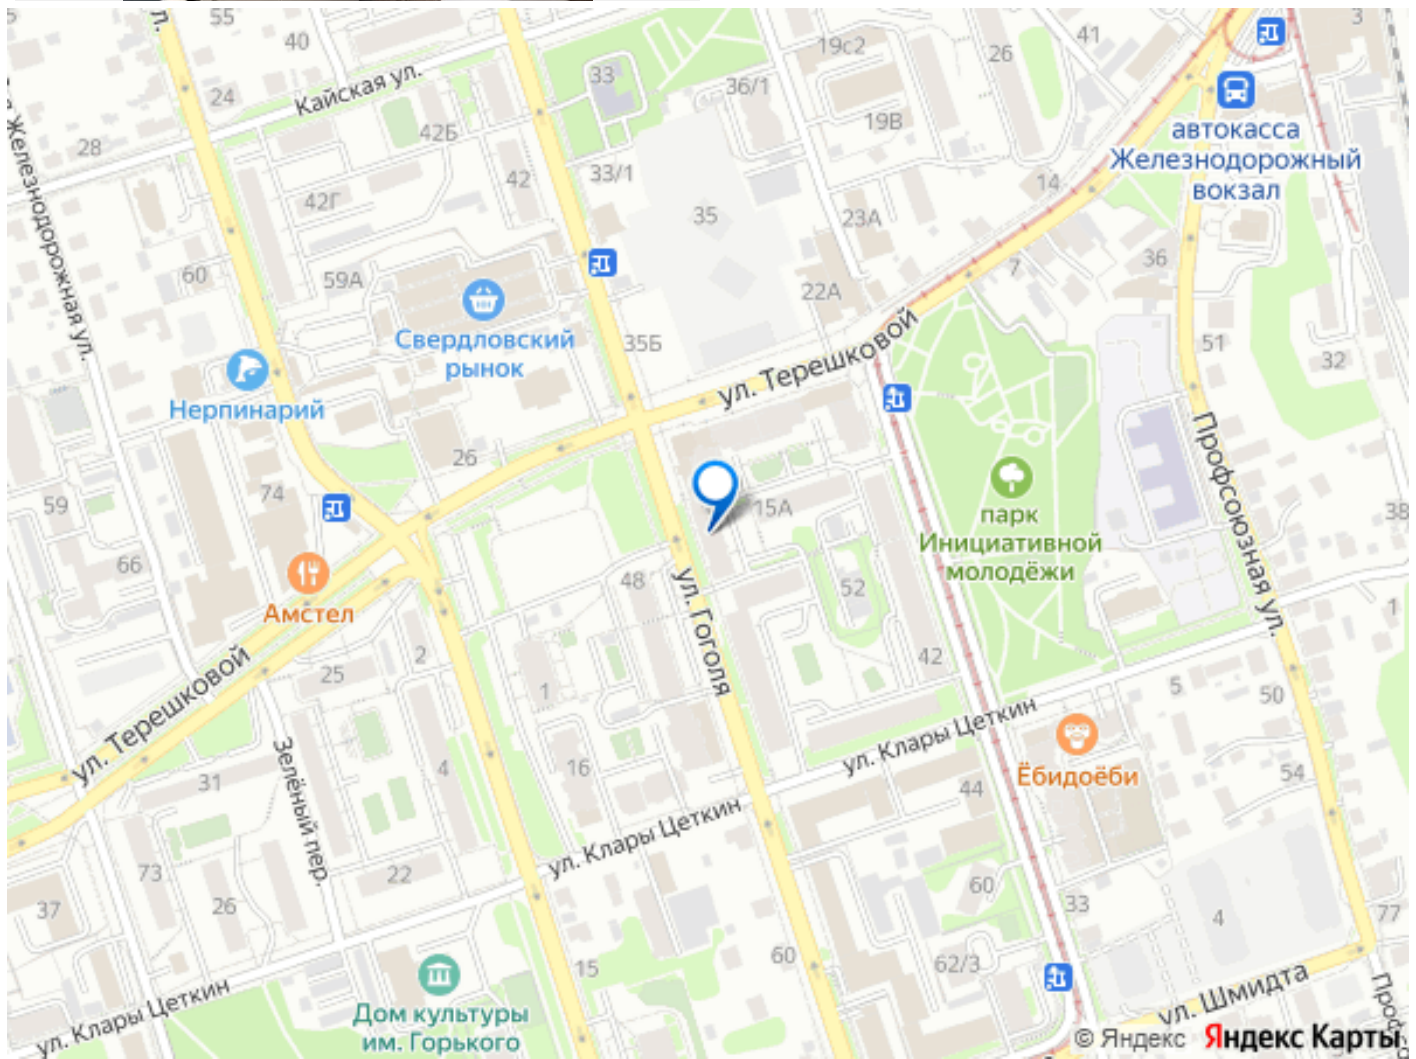 л.
55
40
19с2
41
3
33
26
36/1
24
Кайская ул.
42Б
19В
автокасса
Железнодорожный
вокзал
28
Железнодорожная ул.
33/1
42
14
42Г
35
23А
60
59А
7
36
22А
Свердловский
рынок
35Б
ул. Терешковой
51
32
Нерпинарий
26
Профсоюзная ул.
74
59
15А
парк
Инициативной
молодёжи
38
66
Амстел
48
ул. Гоголя
52
1
2
42
25
ул. Терешковой
1
5
50
ул. Клары Цеткин
Зелёный пер.
4
16
Ёбидоёби
31
44
54
ул. Клары Цеткин
73
22
60
33
37
26
4
77
15
60
62/3
Дом культуры
им. Горького
ул. Клары Цеткин
ул. Шмидта
Проф
© Яндекс Яндекс Карты